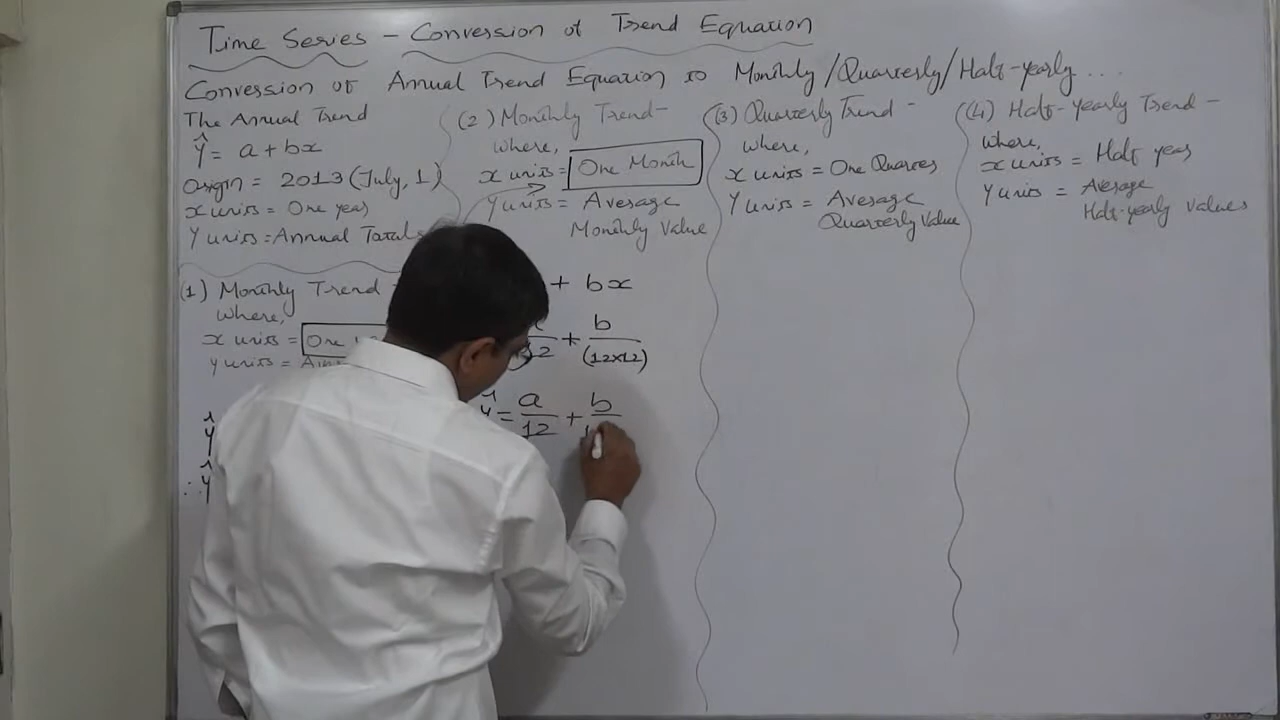 Time Series - Conversion of Trend Equation
Conversion of Annual Trend Equation to Monthly/Quarterly/Half-yearly...
The Annual Trend
ŷ = a + bx
Origin = 2013 (July, 1)
x units = One year
Y units = Annual Totals
(1) Monthly Trend -
where,
x units = One
y units =
ŷ
∴ ŷ
(2) Monthly Trend -
where,
x units = One Month
Y units = Average
Monthly Value
+ bx
a/12 + b/(12x12)
ŷ = a/12 + b/
(3) Quarterly Trend -
where,
x units = One Quarter
Y units = Average
Quarterly Value
(4) Half-yearly Trend -
where,
x units = Half year
Y units = Average
Half-yearly Values